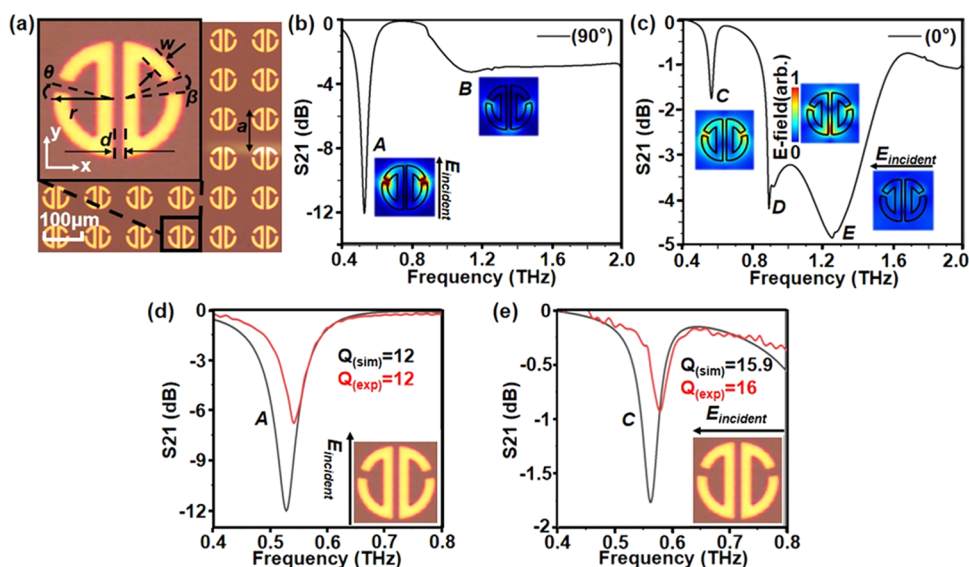 (a)
w
θ
β
r
y
d
a
x
100μm
(b)
0
-3
-6
-9
-12
S21 (dB)
(90°)
B
A
E incident
0.4 0.8 1.2 1.6 2.0
Frequency (THz)
(c)
0
-1
-2
-3
-4
-5
S21 (dB)
(0°)
C
E-field(arb.)
1
0
E incident
D
E
0.4 0.8 1.2 1.6 2.0
Frequency (THz)
(d)
0
-3
-6
-9
-12
S21 (dB)
Q(sim)=12
Q(exp)=12
A
E incident
0.4 0.5 0.6 0.7 0.8
Frequency (THz)
(e)
0
-0.5
-1
-1.5
-2
S21 (dB)
Q(sim)=15.9
Q(exp)=16
C
E incident
0.4 0.5 0.6 0.7 0.8
Frequency (THz)